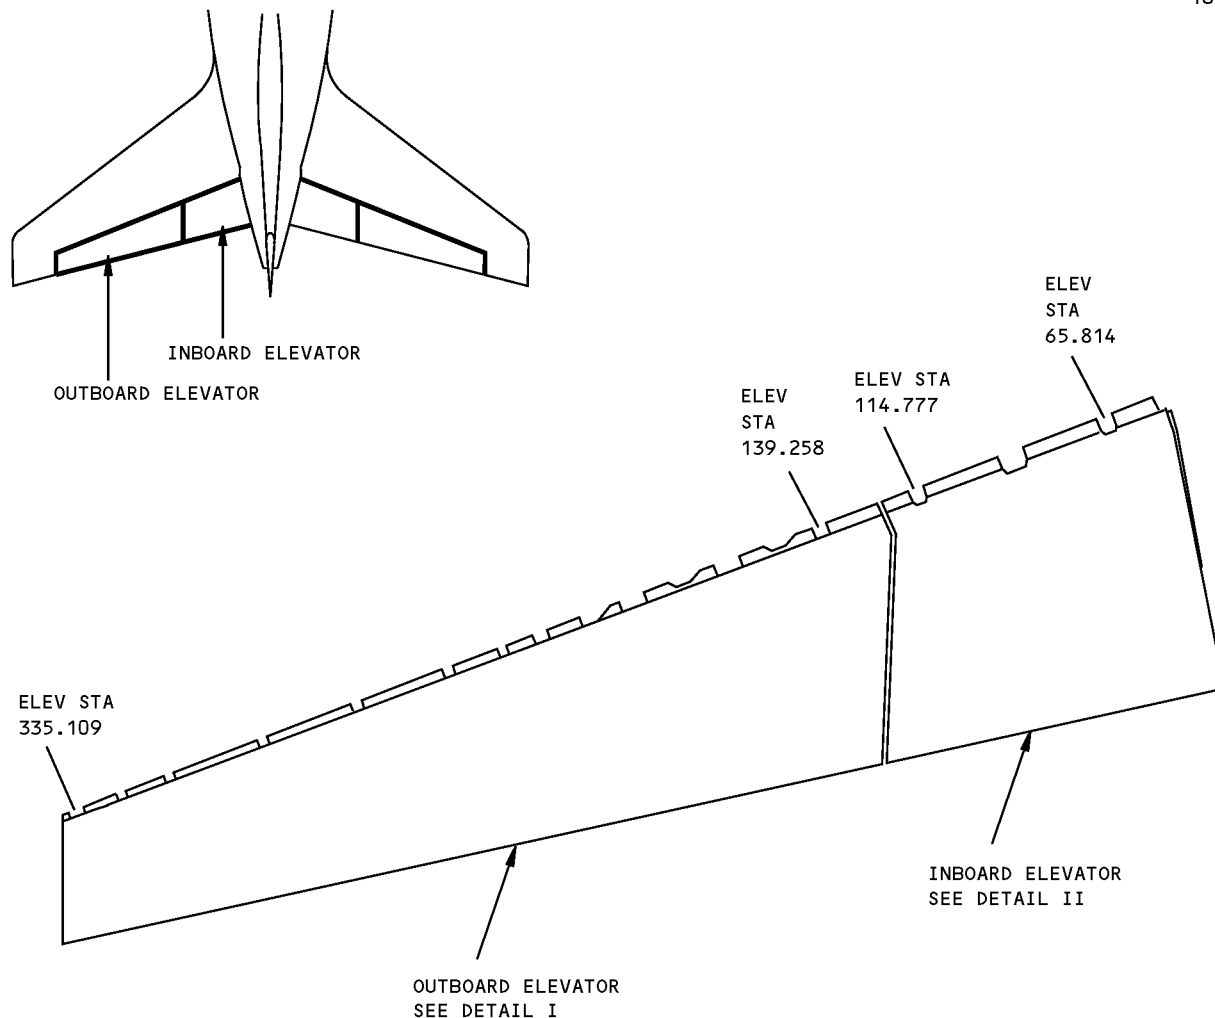 INBOARD ELEVATOR
OUTBOARD ELEVATOR
ELEV
STA
65.814
ELEV STA
114.777
ELEV
STA
139.258
ELEV STA
335.109
INBOARD ELEVATOR
SEE DETAIL II
OUTBOARD ELEVATOR
SEE DETAIL I